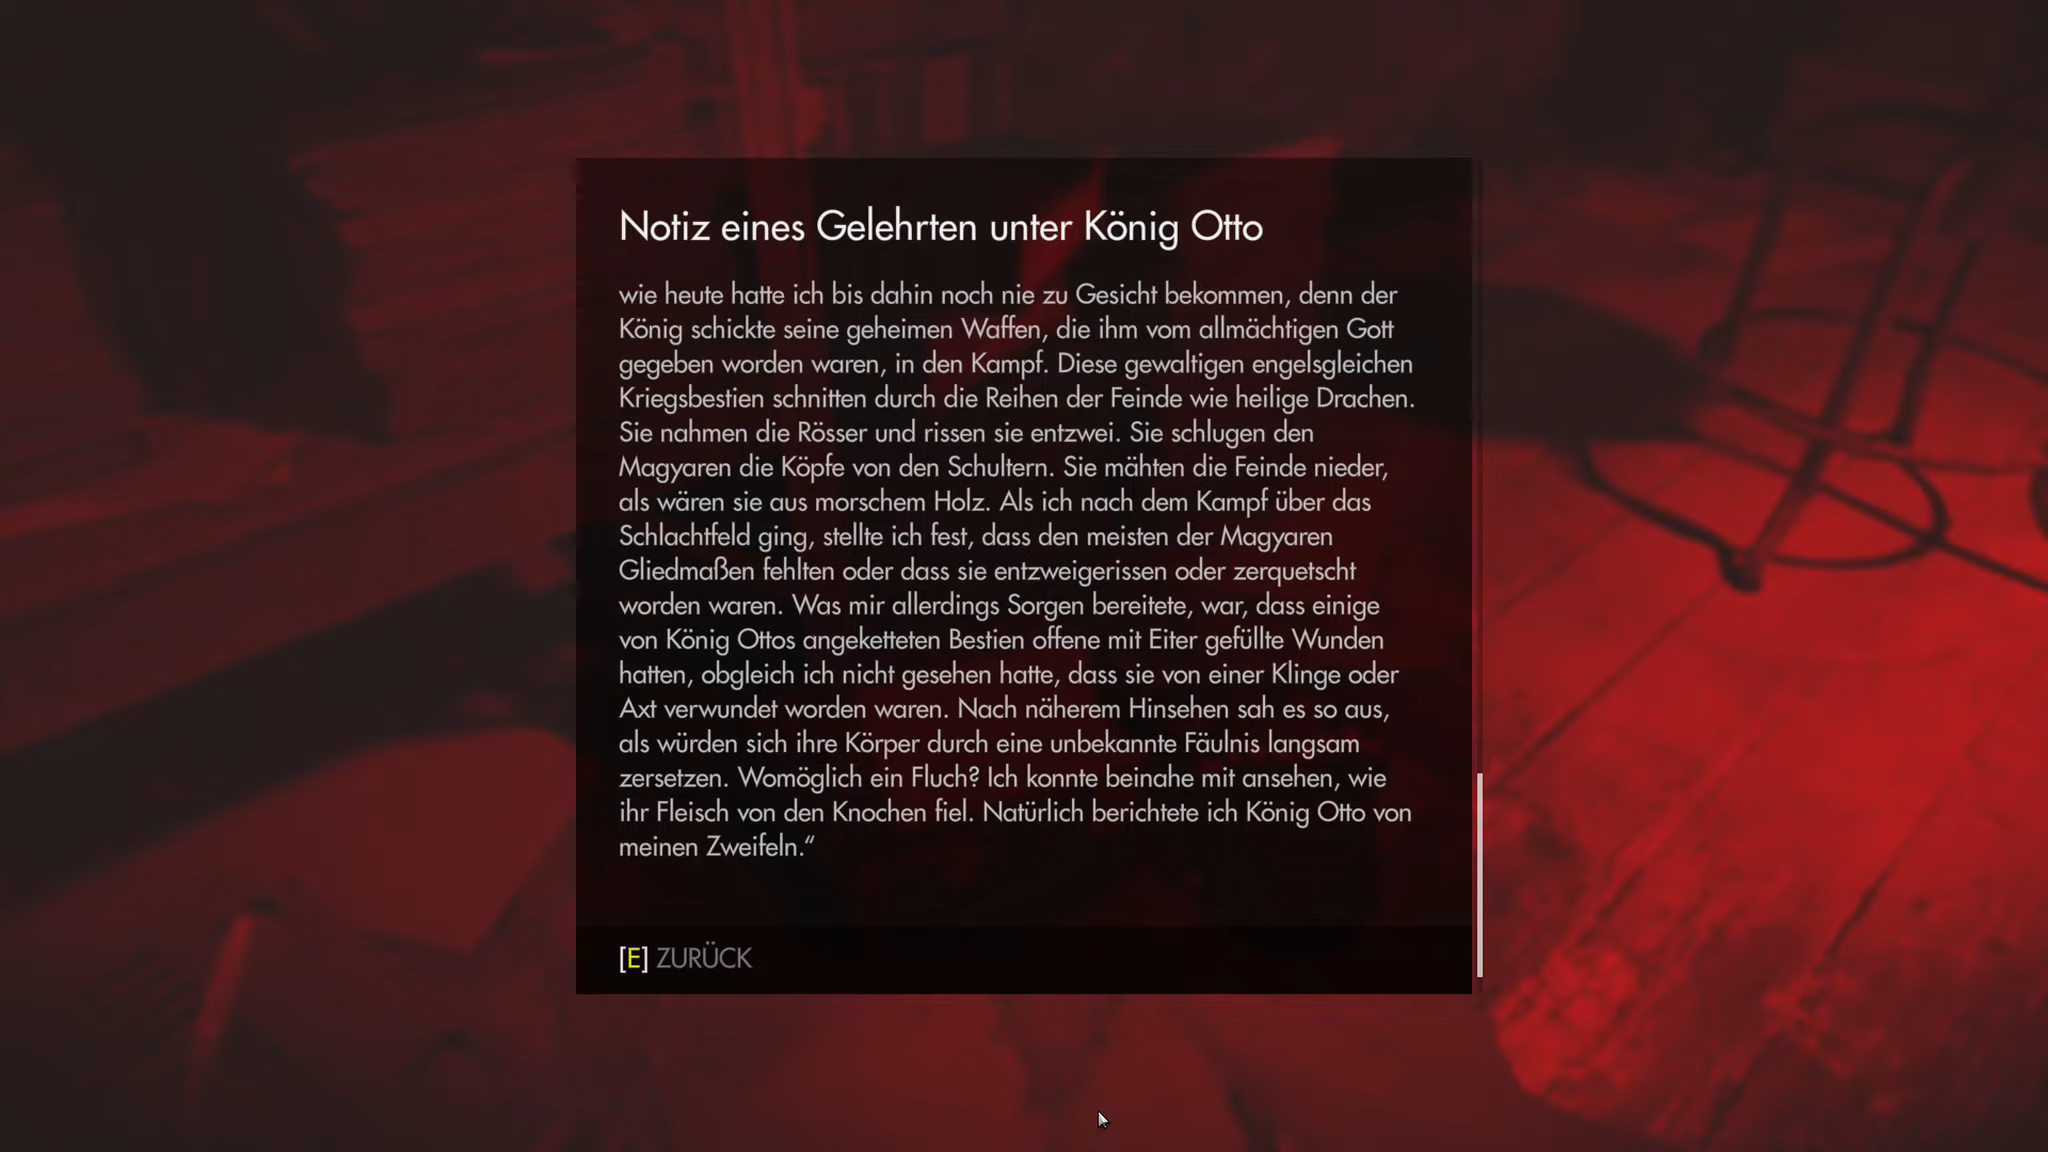 Notiz eines Gelehrten unter König Otto
wie heute hatte ich bis dahin noch nie zu Gesicht bekommen, denn der
König schickte seine geheimen Waffen, die ihm vom allmächtigen Gott
gegeben worden waren, in den Kampf. Diese gewaltigen engelsgleichen
Kriegsbestien schnitten durch die Reihen der Feinde wie heilige Drachen.
Sie nahmen die Rösser und rissen sie entzwei. Sie schlugen den
Magyaren die Köpfe von den Schultern. Sie mähten die Feinde nieder,
als wären sie aus morschem Holz. Als ich nach dem Kampf über das
Schlachtfeld ging, stellte ich fest, dass den meisten der Magyaren
Gliedmaßen fehlten oder dass sie entzweigerissen oder zerquetscht
worden waren. Was mir allerdings Sorgen bereitete, war, dass einige
von König Ottos angeketteten Bestien offene mit Eiter gefüllte Wunden
hatten, obgleich ich nicht gesehen hatte, dass sie von einer Klinge oder
Axt verwundet worden waren. Nach näherem Hinsehen sah es so aus,
als würden sich ihre Körper durch eine unbekannte Fäulnis langsam
zersetzen. Womöglich ein Fluch? Ich konnte beinahe mit ansehen, wie
ihr Fleisch von den Knochen fiel. Natürlich berichtete ich König Otto von
meinen Zweifeln.“
[E] ZURÜCK